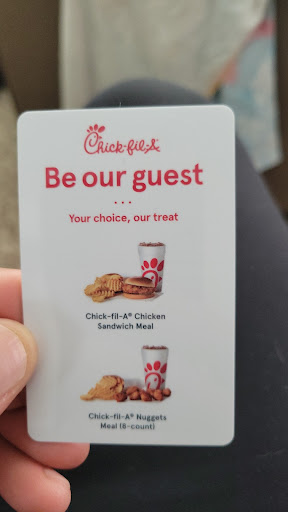 Chick-fil-A
Be our guest
Your choice, our treat
Chick-fil-A® Chicken
Sandwich Meal
Chick-fil-A® Nuggets
Meal (8-count)